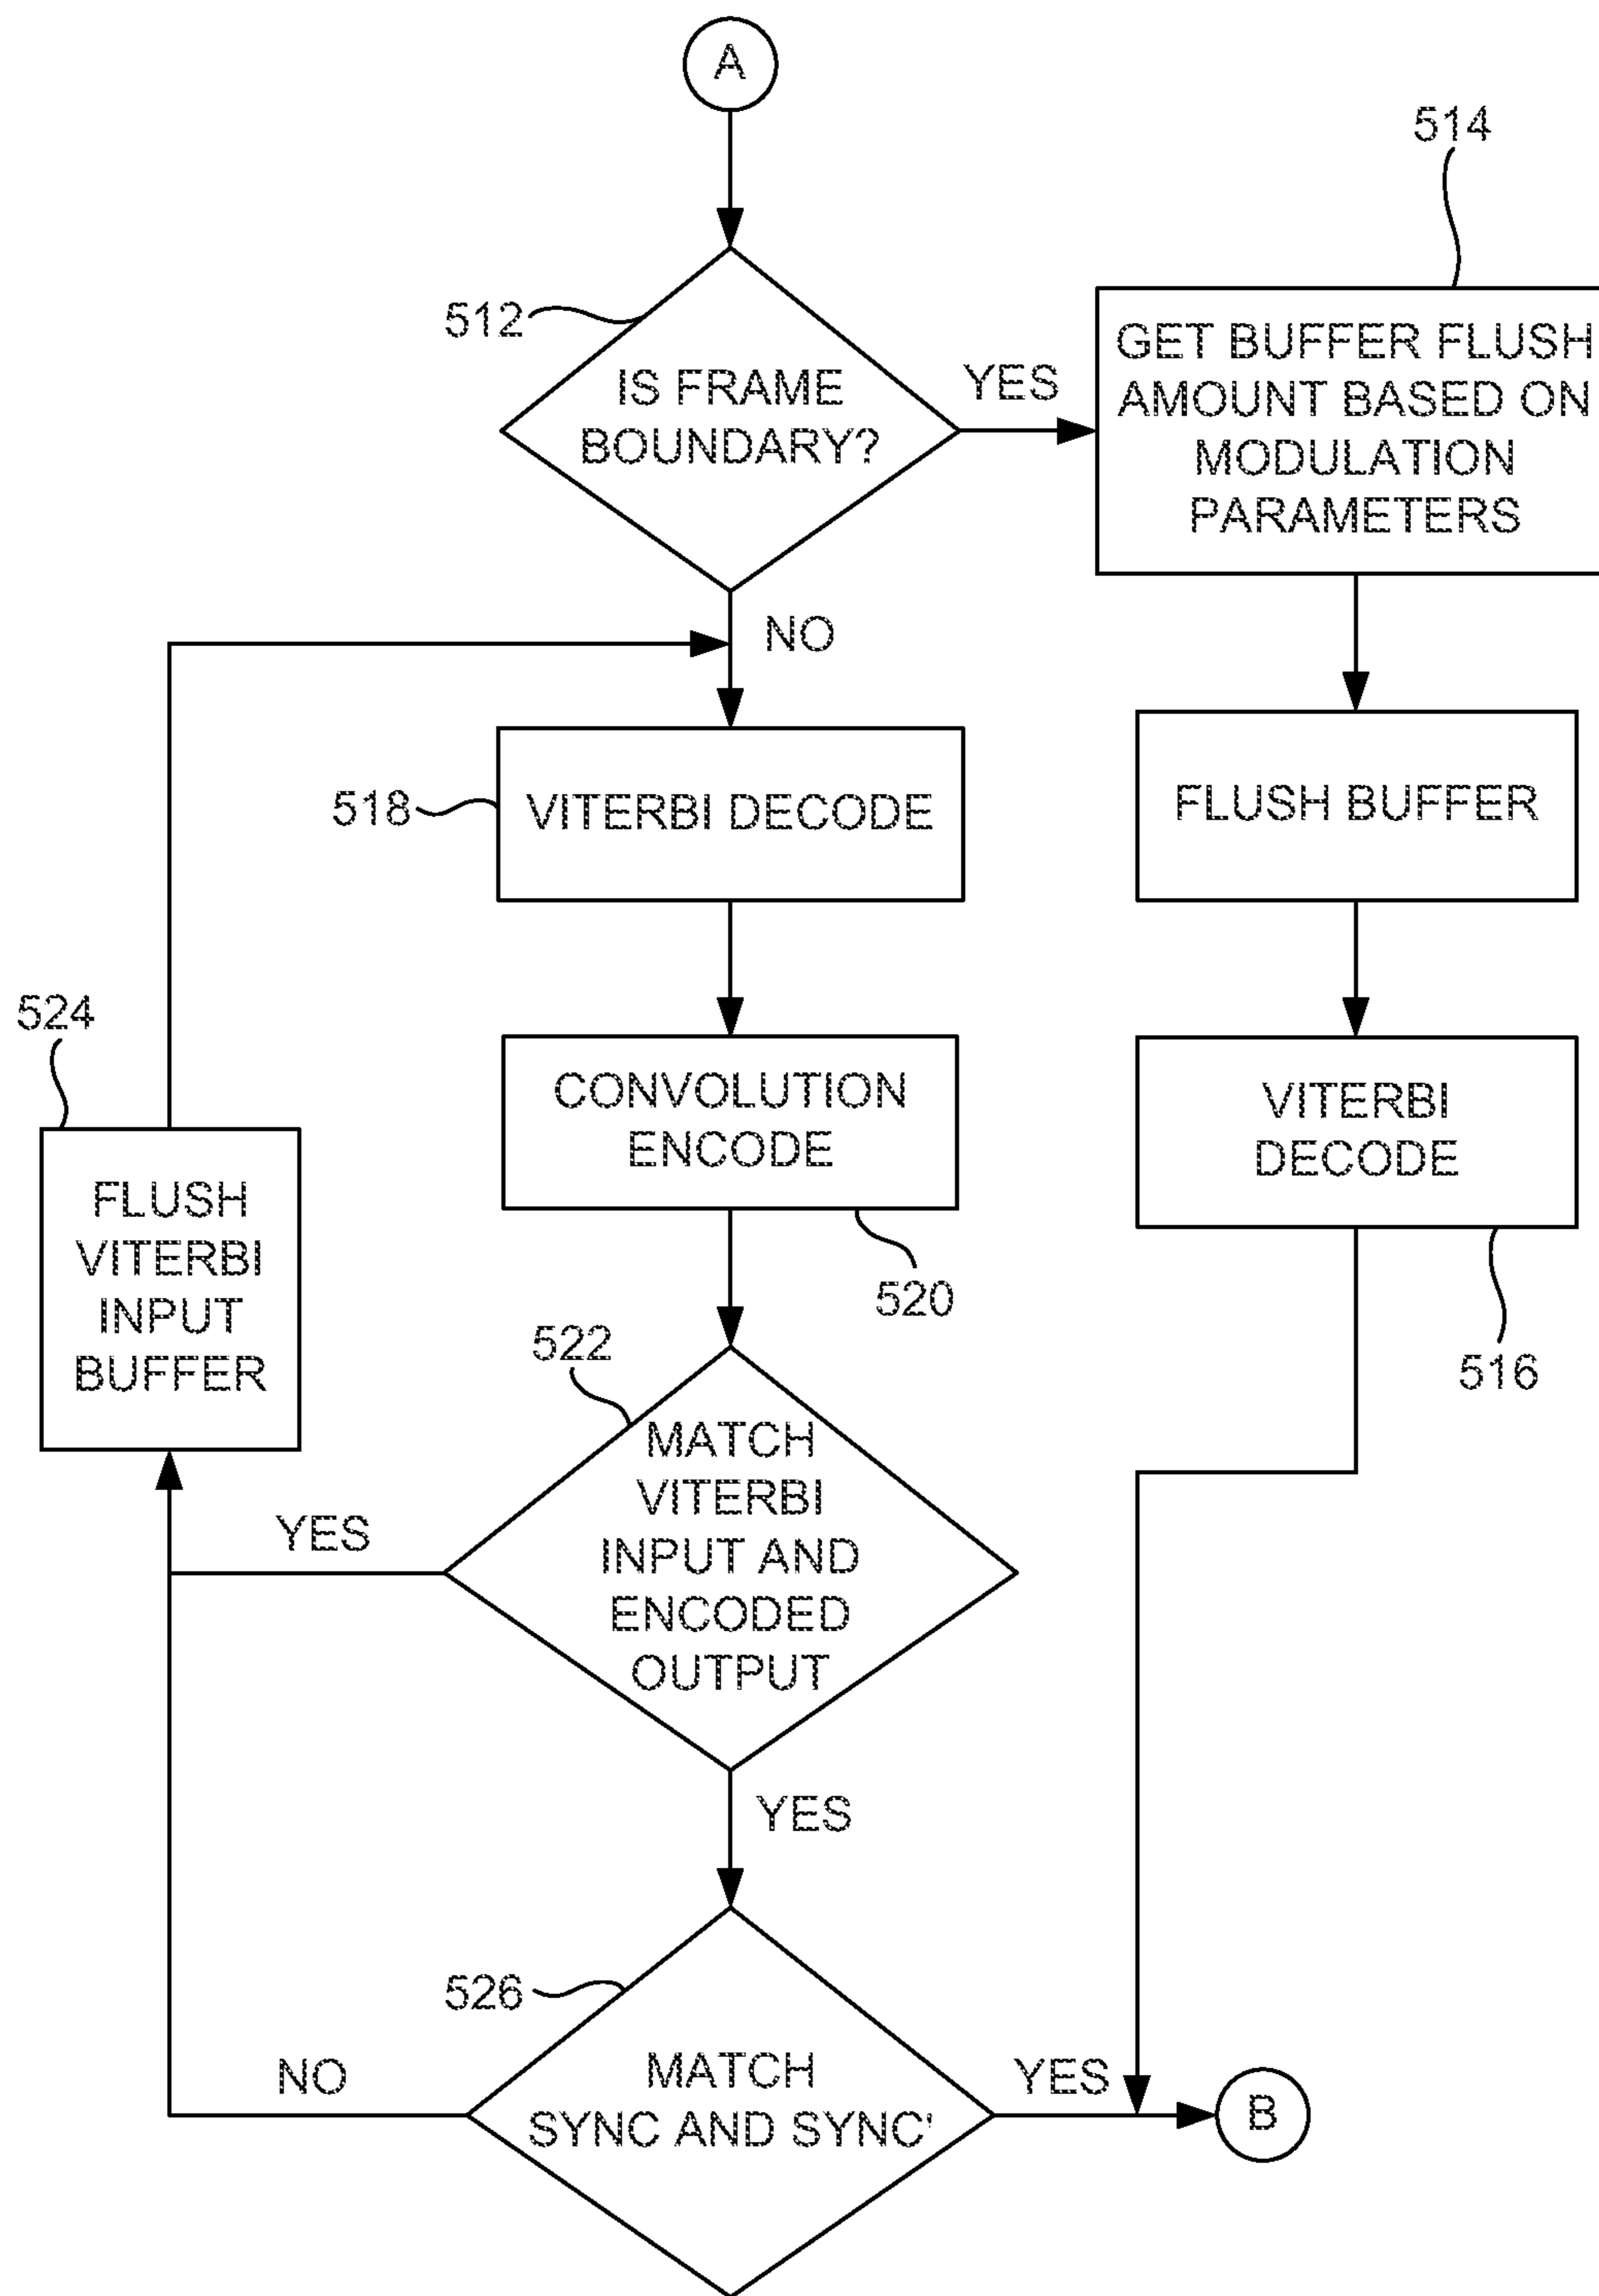 A
514
512
IS FRAME
BOUNDARY?
YES
GET BUFFER FLUSH
AMOUNT BASED ON
MODULATION
PARAMETERS
NO
518
VITERBI DECODE
FLUSH BUFFER
524
CONVOLUTION
ENCODE
VITERBI
DECODE
FLUSH
VITERBI
INPUT
BUFFER
520
522
516
MATCH
VITERBI
INPUT AND
ENCODED
OUTPUT
YES
YES
526
NO
MATCH
SYNC AND SYNC'
YES
B